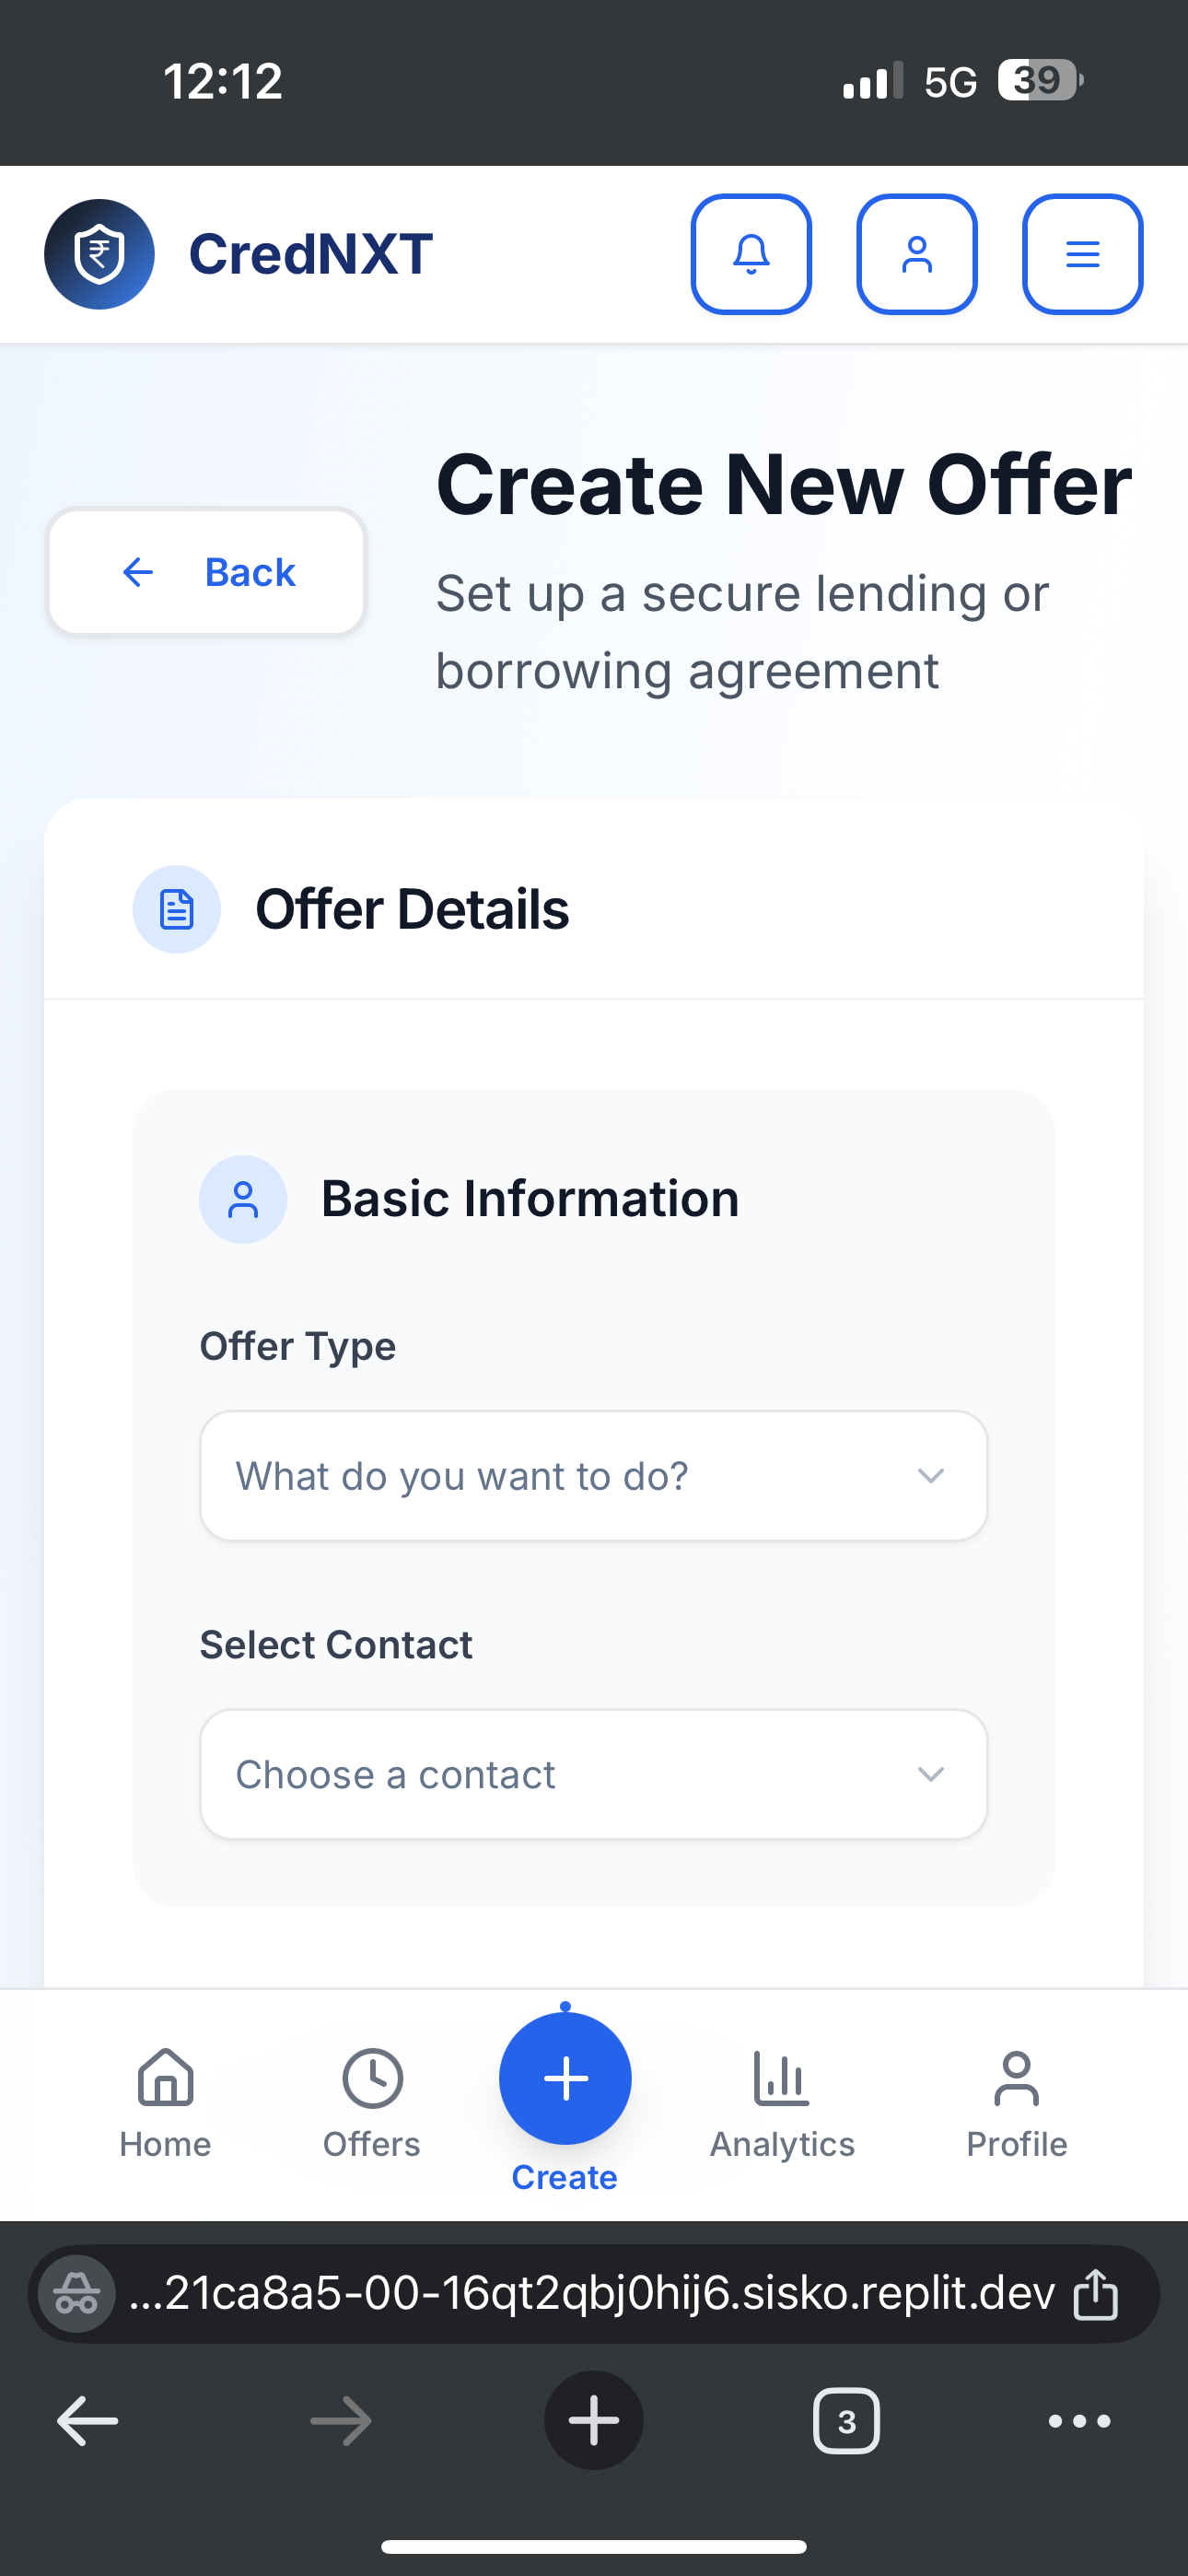 12:12
5G
39
₹
CredNXT
Create New Offer
Back
Set up a secure lending or
borrowing agreement
Offer Details
Basic Information
Offer Type
What do you want to do?
Select Contact
Choose a contact
Home
Offers
Create
Analytics
Profile
...21ca8a5-00-16qt2qbj0hij6.sisko.replit.dev
3